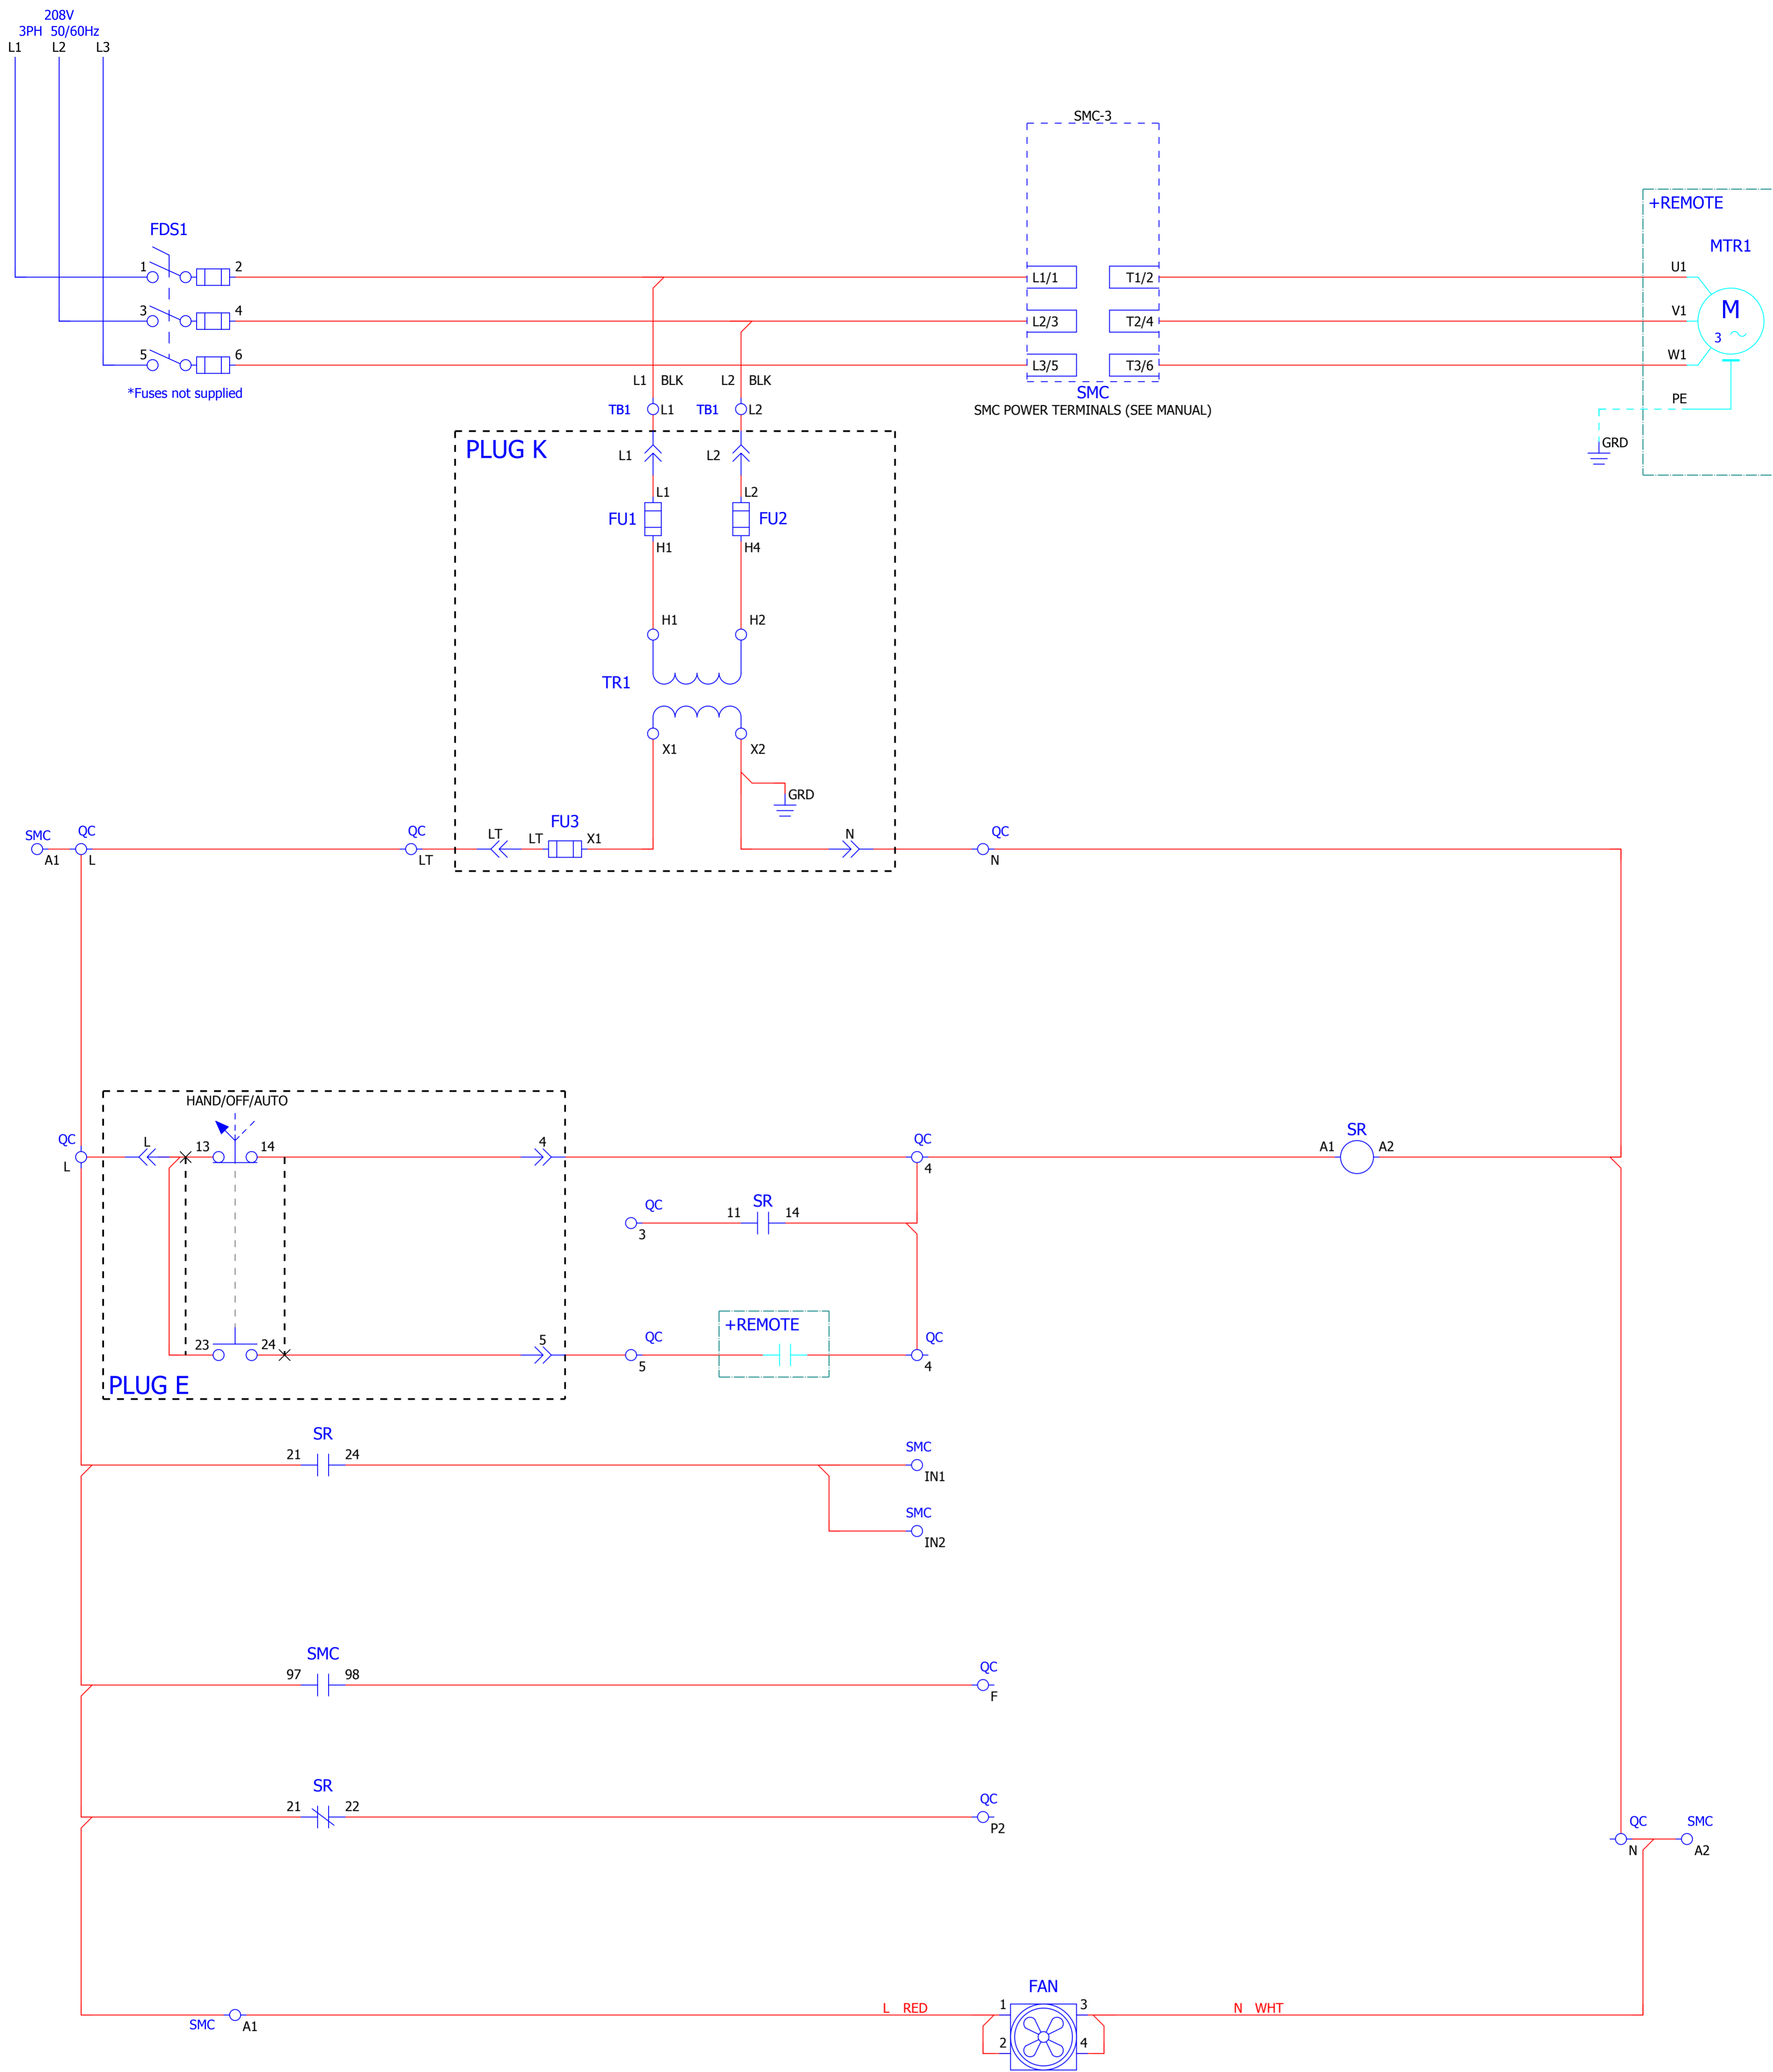 208V
3PH 50/60Hz
L1 L2 L3
SMC-3
+REMOTE
FDS1
MTR1
1 2 L1/1 T1/2 U1
3 4 L2/3 T2/4 V1
M
3
5 6 L3/5 T3/6 W1
*Fuses not supplied
L1 BLK L2 BLK
SMC
PE
TB1 L1 TB1 L2
SMC POWER TERMINALS (SEE MANUAL)
GRD
PLUG K
L1 L2
L1 L2
FU1 FU2
H1 H4
H1 H2
TR1
X1 X2
GRD
FU3
SMC QC QC LT LT X1 N QC
A1 L LT N
HAND/OFF/AUTO
QC L 13 14 4 QC SR
A1 A2
L 4
QC 11 SR 14
3
+REMOTE
23 24 5 QC QC
5 4
PLUG E
SR
21 24 SMC
IN1
SMC
IN2
SMC
97 98 QC
F
SR
21 22 QC
P2
QC SMC
N A2
FAN
L RED 1 3 N WHT
SMC A1
2 4